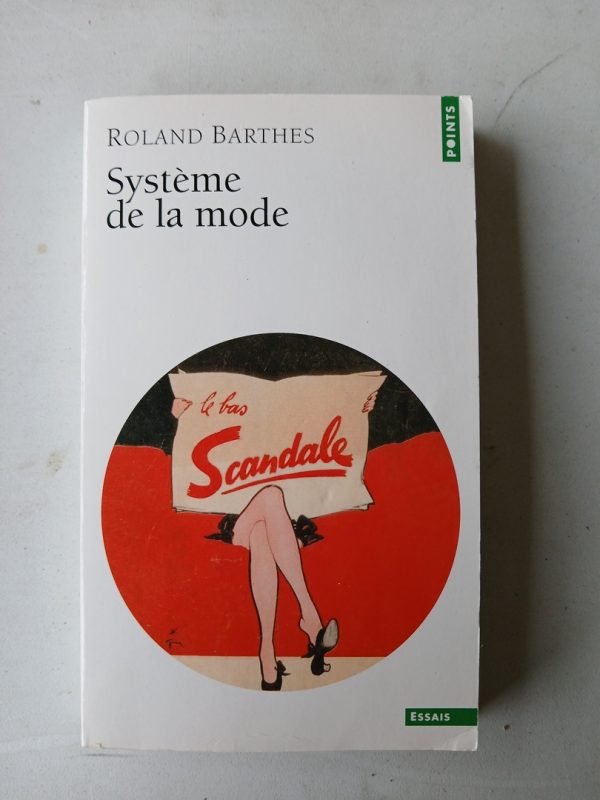 POINTS
ROLAND BARTHES
Système
de la mode
le bas
Scandale
ESSAIS